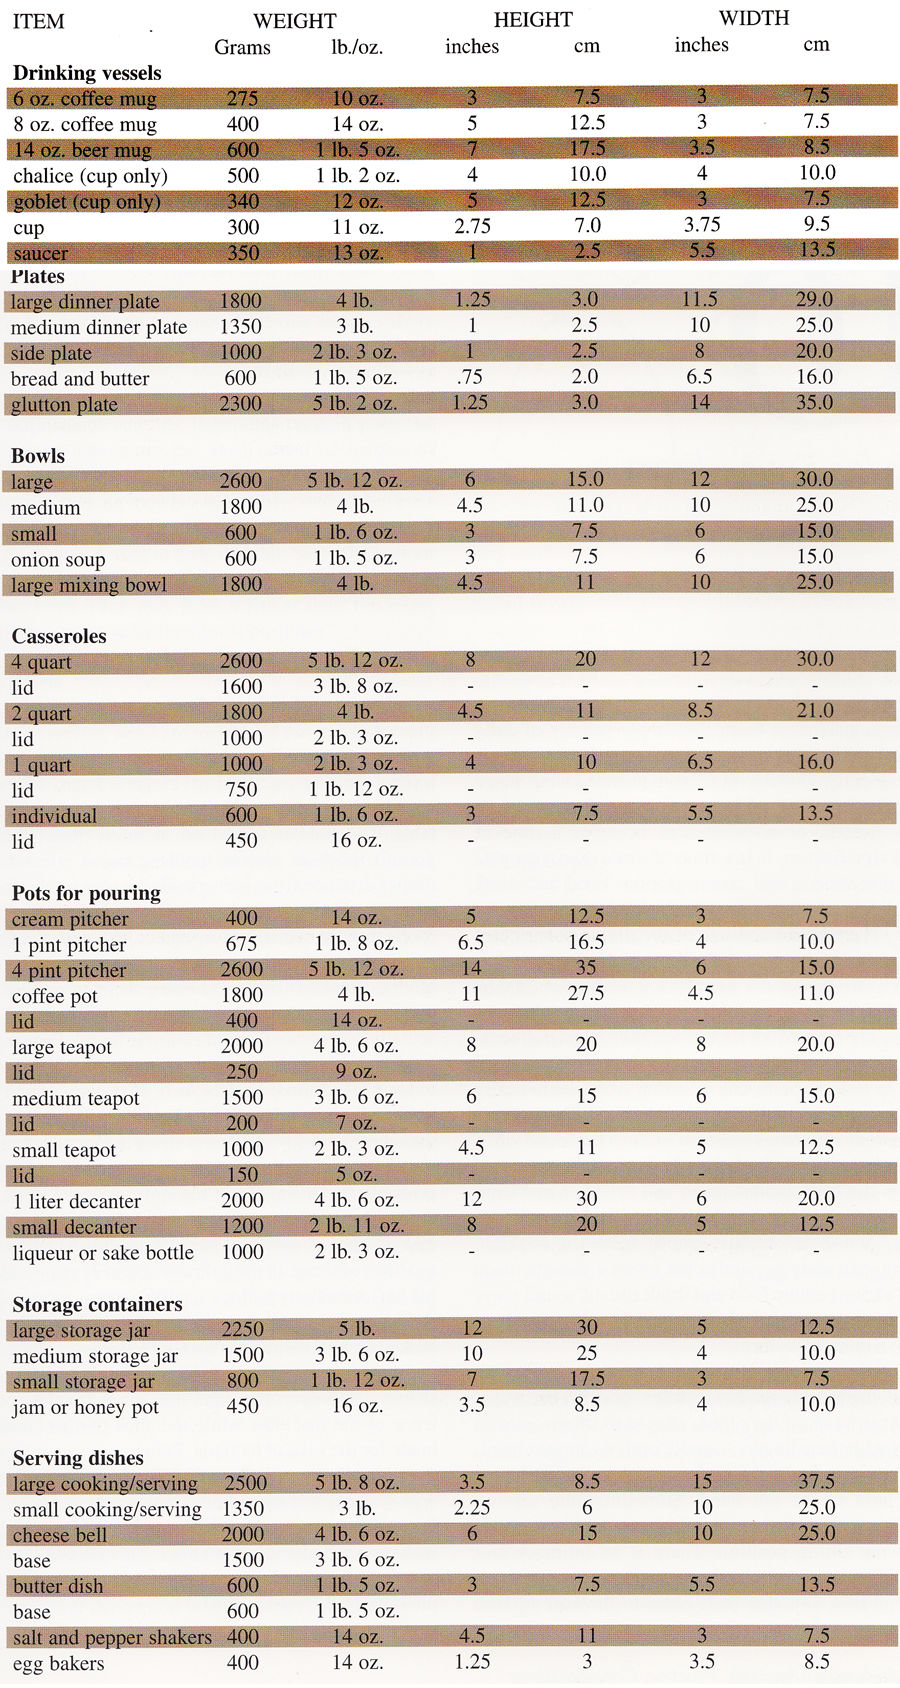 ITEM WEIGHT HEIGHT WIDTH
Grams lb./oz. inches cm inches cm
Drinking vessels
6 oz. coffee mug 275 10 oz. 3 7.5 3 7.5
8 oz. coffee mug 400 14 oz. 5 12.5 3 7.5
14 oz. beer mug 600 1 lb. 5 oz. 7 17.5 3.5 8.5
chalice (cup only) 500 1 lb. 2 oz. 4 10.0 4 10.0
goblet (cup only) 340 12 oz. 5 12.5 3 7.5
cup 300 11 oz. 2.75 7.0 3.75 9.5
saucer 350 13 oz. 1 2.5 5.5 13.5
Plates
large dinner plate 1800 4 lb. 1.25 3.0 11.5 29.0
medium dinner plate 1350 3 lb. 1 2.5 10 25.0
side plate 1000 2 lb. 3 oz. 1 2.5 8 20.0
bread and butter 600 1 lb. 5 oz. .75 2.0 6.5 16.0
glutton plate 2300 5 lb. 2 oz. 1.25 3.0 14 35.0
Bowls
large 2600 5 lb. 12 oz. 6 15.0 12 30.0
medium 1800 4 lb. 4.5 11.0 10 25.0
small 600 1 lb. 6 oz. 3 7.5 6 15.0
onion soup 600 1 lb. 5 oz. 3 7.5 6 15.0
large mixing bowl 1800 4 lb. 4.5 11 10 25.0
Casseroles
4 quart 2600 5 lb. 12 oz. 8 20 12 30.0
lid 1600 3 lb. 8 oz. - - - -
2 quart 1800 4 lb. 4.5 11 8.5 21.0
lid 1000 2 lb. 3 oz. - - - -
1 quart 1000 2 lb. 3 oz. 4 10 6.5 16.0
lid 750 1 lb. 12 oz. - - - -
individual 600 1 lb. 6 oz. 3 7.5 5.5 13.5
lid 450 16 oz. - - - -
Pots for pouring
cream pitcher 400 14 oz. 5 12.5 3 7.5
1 pint pitcher 675 1 lb. 8 oz. 6.5 16.5 4 10.0
4 pint pitcher 2600 5 lb. 12 oz. 14 35 6 15.0
coffee pot 1800 4 lb. 11 27.5 4.5 11.0
lid 400 14 oz. - - - -
large teapot 2000 4 lb. 6 oz. 8 20 8 20.0
lid 250 9 oz.
medium teapot 1500 3 lb. 6 oz. 6 15 6 15.0
lid 200 7 oz. - - - -
small teapot 1000 2 lb. 3 oz. 4.5 11 5 12.5
lid 150 5 oz. - - - -
1 liter decanter 2000 4 lb. 6 oz. 12 30 6 20.0
small decanter 1200 2 lb. 11 oz. 8 20 5 12.5
liqueur or sake bottle 1000 2 lb. 3 oz. - - - -
Storage containers
large storage jar 2250 5 lb. 12 30 5 12.5
medium storage jar 1500 3 lb. 6 oz. 10 25 4 10.0
small storage jar 800 1 lb. 12 oz. 7 17.5 3 7.5
jam or honey pot 450 16 oz. 3.5 8.5 4 10.0
Serving dishes
large cooking/serving 2500 5 lb. 8 oz. 3.5 8.5 15 37.5
small cooking/serving 1350 3 lb. 2.25 6 10 25.0
cheese bell 2000 4 lb. 6 oz. 6 15 10 25.0
base 1500 3 lb. 6 oz.
butter dish 600 1 lb. 5 oz. 3 7.5 5.5 13.5
base 600 1 lb. 5 oz.
salt and pepper shakers 400 14 oz. 4.5 11 3 7.5
egg bakers 400 14 oz. 1.25 3 3.5 8.5